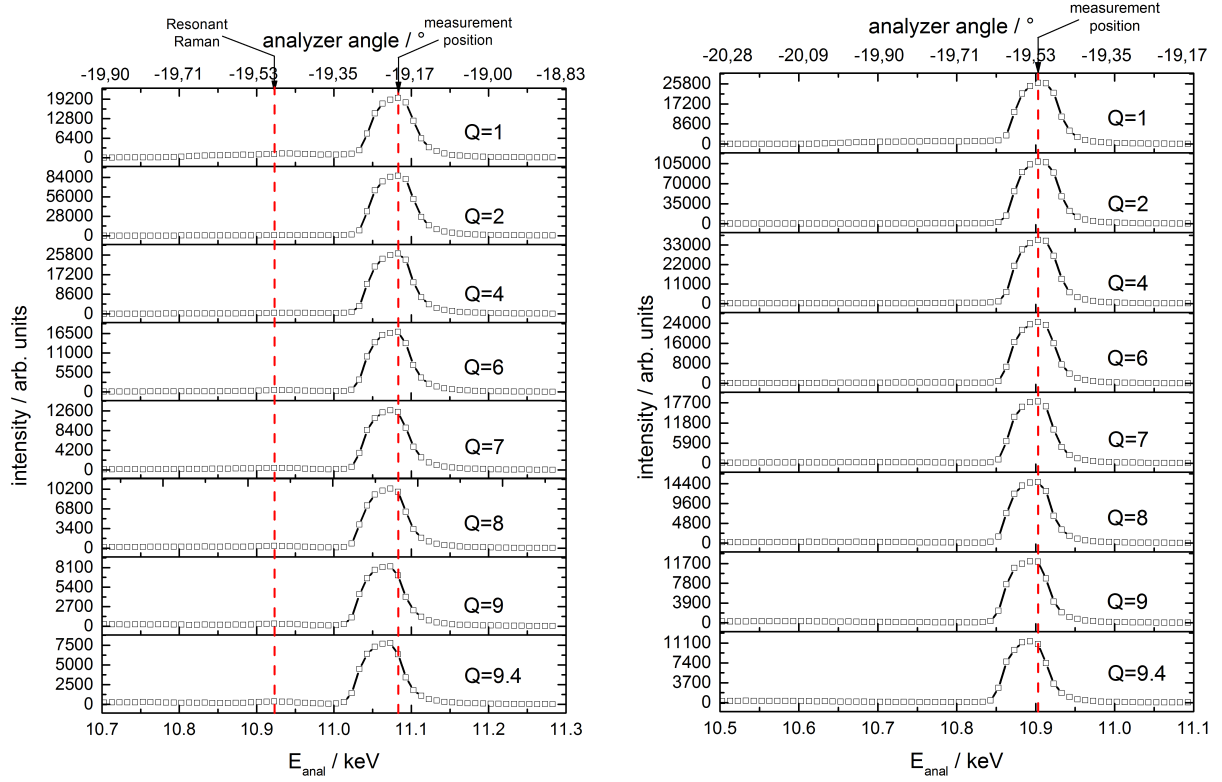 Resonant
Raman
measurement
position
analyzer angle / °
-19,90 -19,71 -19,53 -19,35 -19,17 -19,00 -18,83
19200
12800
6400
0
Q=1
84000
56000
28000
0
Q=2
25800
17200
8600
0
Q=4
16500
11000
5500
0
Q=6
12600
8400
4200
0
Q=7
10200
6800
3400
0
Q=8
8100
5400
2700
0
Q=9
7500
5000
2500
0
Q=9.4
10.7 10.8 10.9 11.0 11.1 11.2 11.3
E_anal / keV
intensity / arb. units
measurement
position
analyzer angle / °
-20,28 -20,09 -19,90 -19,71 -19,53 -19,35 -19,17
25800
17200
8600
0
Q=1
105000
70000
35000
0
Q=2
33000
22000
11000
0
Q=4
24000
16000
8000
0
Q=6
17700
11800
5900
0
Q=7
14400
9600
4800
0
Q=8
11700
7800
3900
0
Q=9
11100
7400
3700
0
Q=9.4
10.5 10.6 10.7 10.8 10.9 11.0 11.1
E_anal / keV
intensity / arb. units